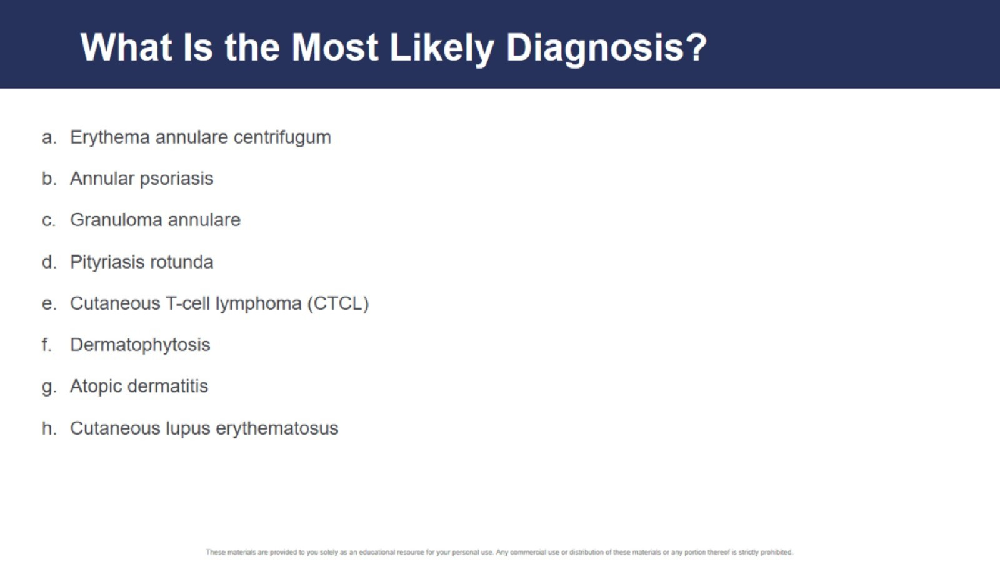 What Is the Most Likely Diagnosis?
a. Erythema annulare centrifugum
b. Annular psoriasis
c. Granuloma annulare
d. Pityriasis rotunda
e. Cutaneous T-cell lymphoma (CTCL)
f. Dermatophytosis
g. Atopic dermatitis
h. Cutaneous lupus erythematosus
These materials are provided to you solely as an educational resource for your personal use. Any commercial use or distribution of these materials or any portion thereof is strictly prohibited.